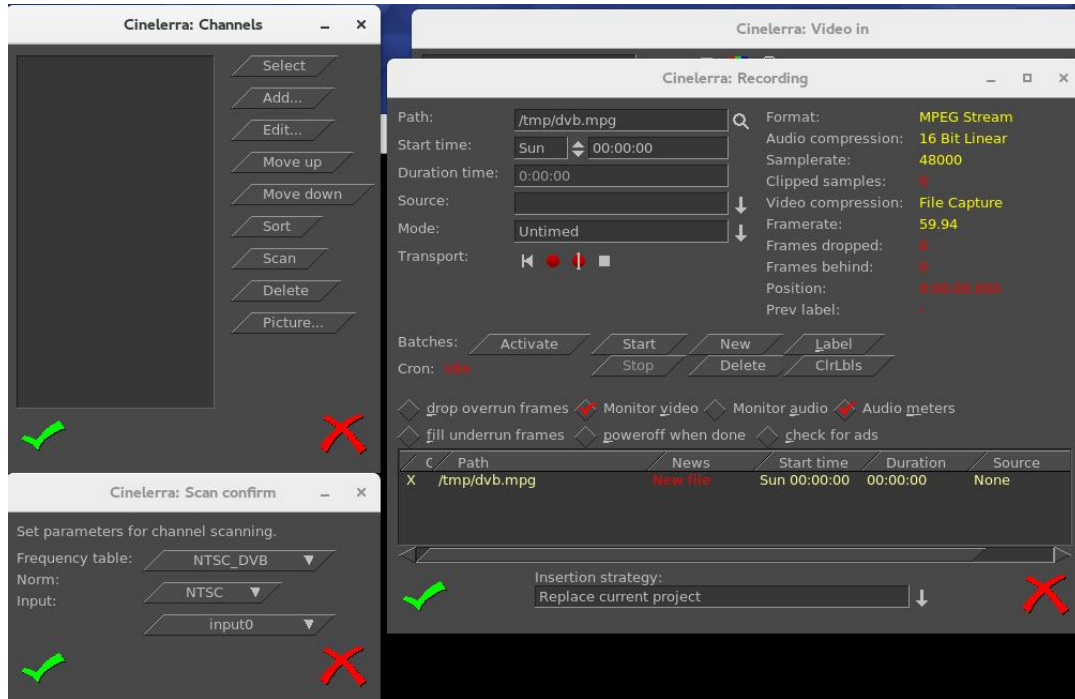 Cinelerra: Channels
Select
Add...
Edit...
Move up
Move down
Sort
Scan
Delete
Picture...
Cinelerra: Scan confirm
Set parameters for channel scanning.
Frequency table: NTSC_DVB
Norm: NTSC
Input: input0
Cinelerra: Video in
Cinelerra: Recording
Path: /tmp/dvb.mpg
Start time: Sun 00:00:00
Duration time: 0:00:00
Source:
Mode: Untimed
Transport:
Format: MPEG Stream
Audio compression: 16 Bit Linear
Samplerate: 48000
Clipped samples: 0
Video compression: File Capture
Framerate: 59.94
Frames dropped: 0
Frames behind: 0
Position: 0:00:00.000
Prev label: -
Batches: Activate Start New Label
Cron: Idle Stop Delete ClrLbls
drop overrun frames Monitor video Monitor audio Audio meters
fill underrun frames poweroff when done check for ads
C Path News Start time Duration Source
X /tmp/dvb.mpg New file Sun 00:00:00 00:00:00 None
Insertion strategy:
Replace current project